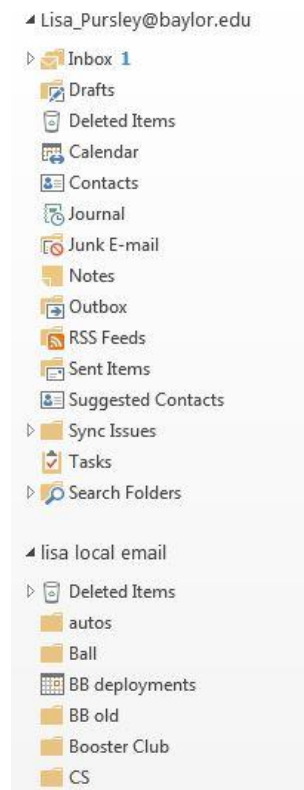 Lisa_Pursley@baylor.edu
Inbox 1
Drafts
Deleted Items
Calendar
Contacts
Journal
Junk E-mail
Notes
Outbox
RSS Feeds
Sent Items
Suggested Contacts
Sync Issues
Tasks
Search Folders
lisa local email
Deleted Items
autos
Ball
BB deployments
BB old
Booster Club
CS